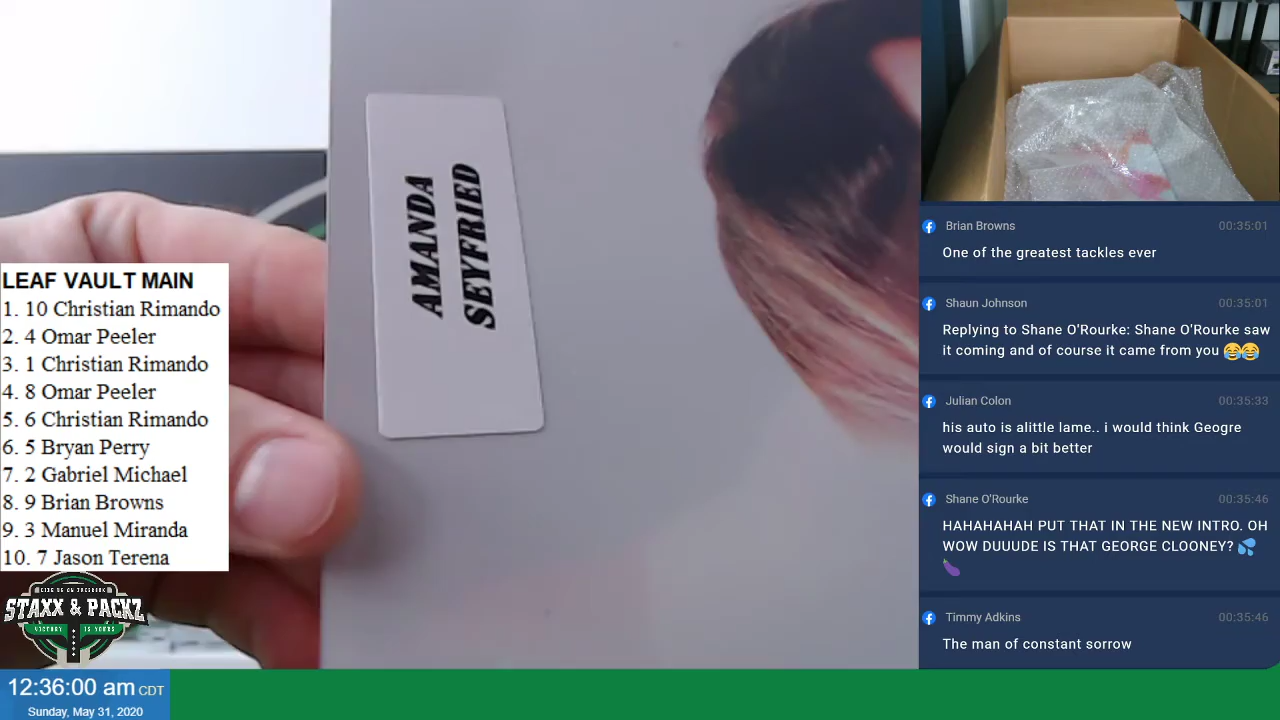 AMANDA
SEYFRIED
LEAF VAULT MAIN
1. 10 Christian Rimando
2. 4 Omar Peeler
3. 1 Christian Rimando
4. 8 Omar Peeler
5. 6 Christian Rimando
6. 5 Bryan Perry
7. 2 Gabriel Michael
8. 9 Brian Browns
9. 3 Manuel Miranda
10. 7 Jason Terena
STAXX & PACKZ
VICTORY IS YOURS
12:36:00 am CDT
Sunday, May 31, 2020
Brian Browns 00:35:01
One of the greatest tackles ever
Shaun Johnson 00:35:01
Replying to Shane O'Rourke: Shane O'Rourke saw
it coming and of course it came from you 😂😂
Julian Colon 00:35:33
his auto is alittle lame.. i would think Geogre
would sign a bit better
Shane O'Rourke 00:35:46
HAHAHAHAH PUT THAT IN THE NEW INTRO. OH
WOW DUUUDE IS THAT GEORGE CLOONEY? 💦
🍆
Timmy Adkins 00:35:46
The man of constant sorrow